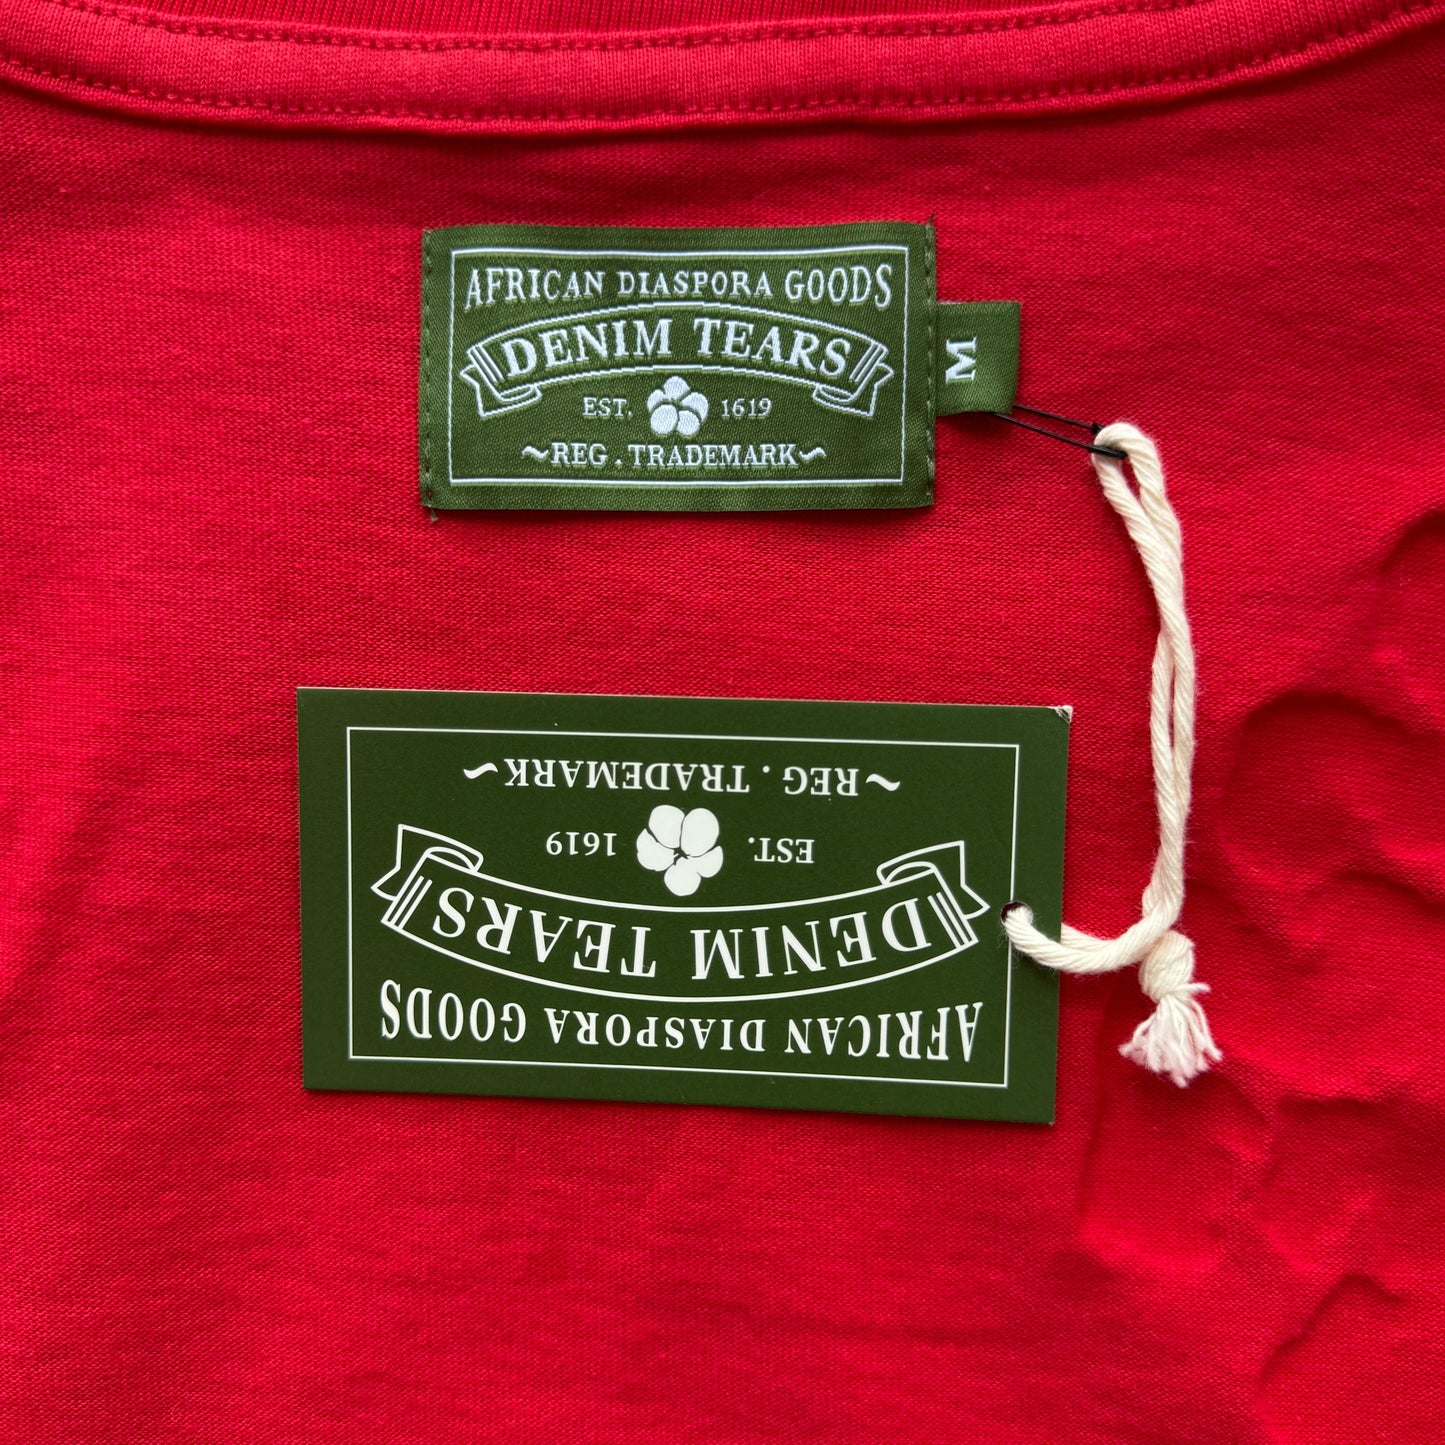 AFRICAN DIASPORA GOODS
DENIM TEARS
EST. 1619
~REG. TRADEMARK~
M
AFRICAN DIASPORA GOODS
DENIM TEARS
EST. 1619
~REG. TRADEMARK~